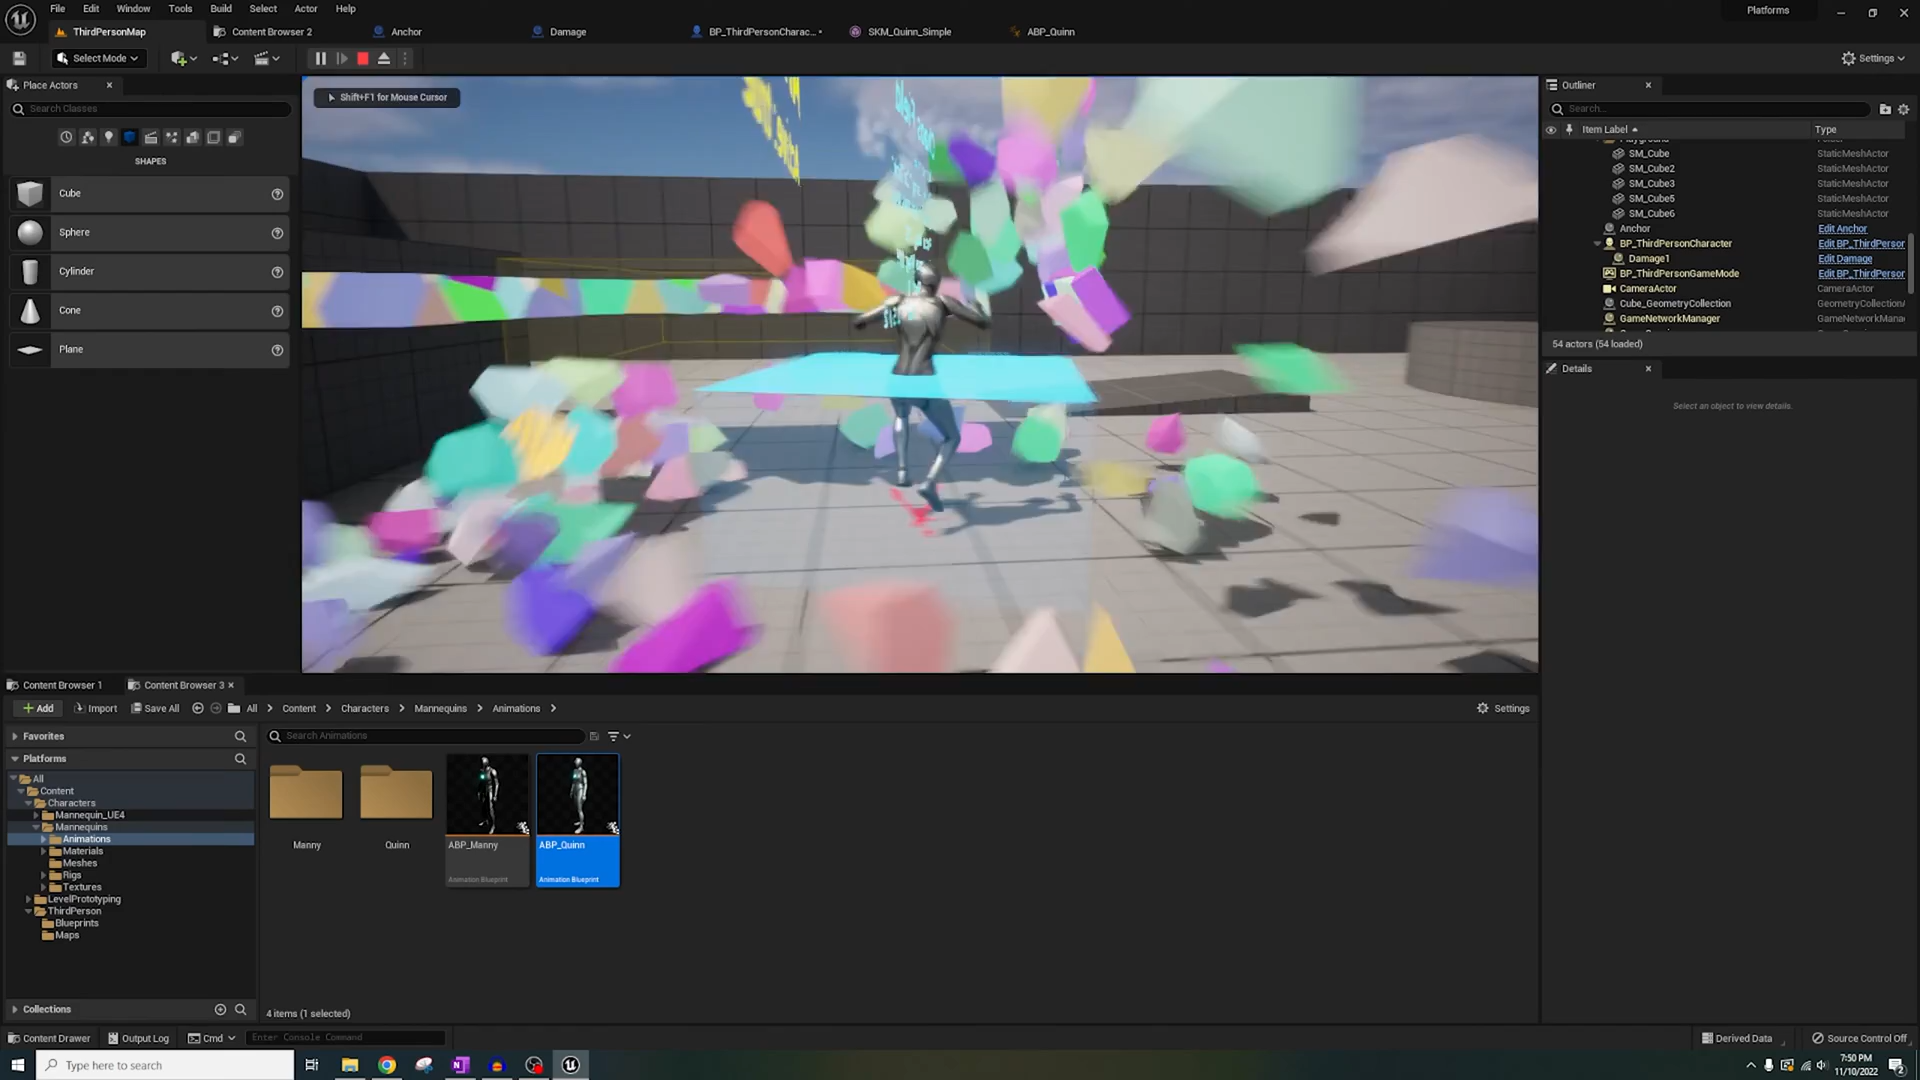 File Edit Window Tools Build Select Actor Help
Platforms
ThirdPersonMap Content Browser 2 Anchor Damage BP_ThirdPersonCharac...• SKM_Quinn_Simple ABP_Quinn
Select Mode
Settings
Place Actors
Search Classes
SHAPES
Cube
Sphere
Cylinder
Cone
Plane
Shift+F1 for Mouse Cursor
Outliner
Search...
Item Label Type
SM_Cube StaticMeshActor
SM_Cube2 StaticMeshActor
SM_Cube3 StaticMeshActor
SM_Cube5 StaticMeshActor
SM_Cube6 StaticMeshActor
Anchor Edit Anchor
BP_ThirdPersonCharacter Edit BP_ThirdPersor
Damage1 Edit Damage
BP_ThirdPersonGameMode Edit BP_ThirdPersor
CameraActor CameraActor
Cube_GeometryCollection GeometryCollection
GameNetworkManager GameNetworkMana
54 actors (54 loaded)
Details
Select an object to view details.
Content Browser 1 Content Browser 3
Add Import Save All All Content Characters Mannequins Animations
Settings
Favorites
Search Animations
Platforms
All
Content
Characters
Mannequin_UE4
Mannequins
Animations
Materials
Meshes
Rigs
Textures
LevelPrototyping
ThirdPerson
Blueprints
Maps
Manny
Quinn
ABP_Manny
Animation Blueprint
ABP_Quinn
Animation Blueprint
Collections
4 items (1 selected)
Content Drawer Output Log Cmd Enter Console Command
Derived Data Source Control Off
Type here to search
7:50 PM
11/10/2022
2